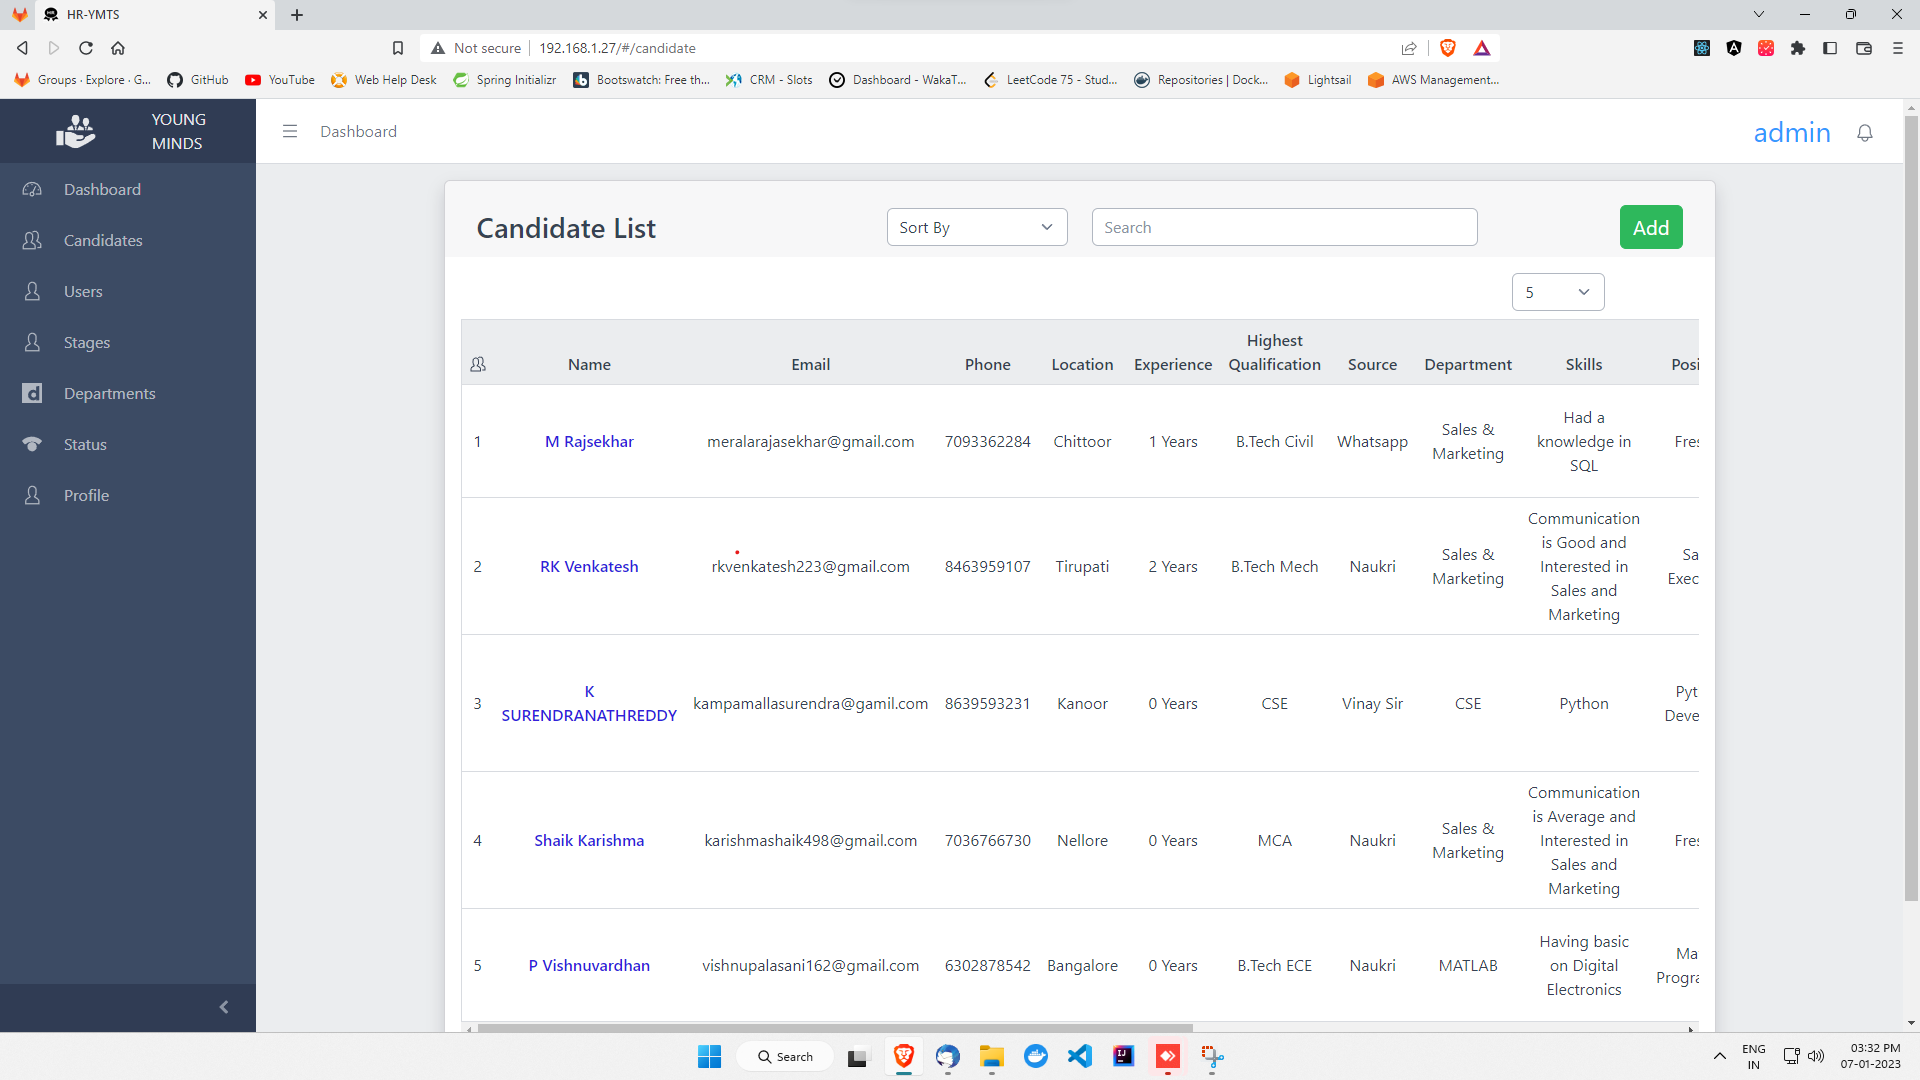 HR-YMTS
Not secure
192.168.1.27/#/candidate
Groups · Explore · G...
GitHub
YouTube
Web Help Desk
Spring Initializr
Bootswatch: Free th...
CRM - Slots
Dashboard - WakaT...
LeetCode 75 - Stud...
Repositories | Dock...
Lightsail
AWS Management...
YOUNG
MINDS
Dashboard
admin
Dashboard
Candidates
Users
Stages
Departments
Status
Profile
Candidate List
Sort By
Search
Add
5
Name Email Phone Location Experience Highest Qualification Source Department Skills Posi
1 M Rajsekhar meralarajasekhar@gmail.com 7093362284 Chittoor 1 Years B.Tech Civil Whatsapp Sales & Marketing Had a knowledge in SQL Fres
2 RK Venkatesh rkvenkatesh223@gmail.com 8463959107 Tirupati 2 Years B.Tech Mech Naukri Sales & Marketing Communication is Good and Interested in Sales and Marketing Sa Exec
3 K SURENDRANATHREDDY kampamallasurendra@gamil.com 8639593231 Kanoor 0 Years CSE Vinay Sir CSE Python Pyt Deve
4 Shaik Karishma karishmashaik498@gmail.com 7036766730 Nellore 0 Years MCA Naukri Sales & Marketing Communication is Average and Interested in Sales and Marketing Fres
5 P Vishnuvardhan vishnupalasani162@gmail.com 6302878542 Bangalore 0 Years B.Tech ECE Naukri MATLAB Having basic on Digital Electronics Ma Progra
Search
ENG
IN
03:32 PM
07-01-2023